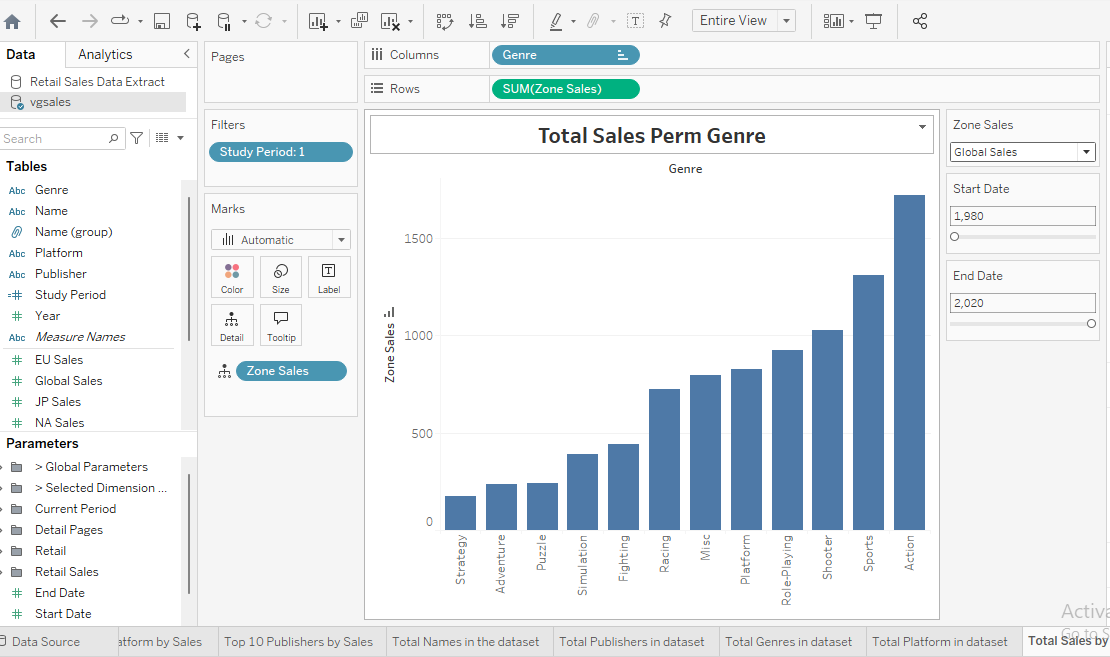 Entire View
Data
Analytics
Retail Sales Data Extract
vgsales
Search
Tables
Abc Genre
Abc Name
Name (group)
Abc Platform
Abc Publisher
=# Study Period
# Year
Abc Measure Names
# EU Sales
# Global Sales
# JP Sales
# NA Sales
Parameters
> Global Parameters
> Selected Dimension ...
Current Period
Detail Pages
Retail
Retail Sales
# End Date
# Start Date
Pages
Filters
Study Period: 1
Marks
Automatic
Color
Size
T
Label
Detail
Tooltip
Zone Sales
Columns
Genre
Rows
SUM(Zone Sales)
Total Sales Perm Genre
Genre
Zone Sales
1500
1000
500
0
Strategy
Adventure
Puzzle
Simulation
Fighting
Racing
Misc
Platform
Role-Playing
Shooter
Sports
Action
Zone Sales
Global Sales
Start Date
1,980
End Date
2,020
Activa
Go to S
Data Source
atform by Sales
Top 10 Publishers by Sales
Total Names in the dataset
Total Publishers in dataset
Total Genres in dataset
Total Platform in dataset
Total Sales by